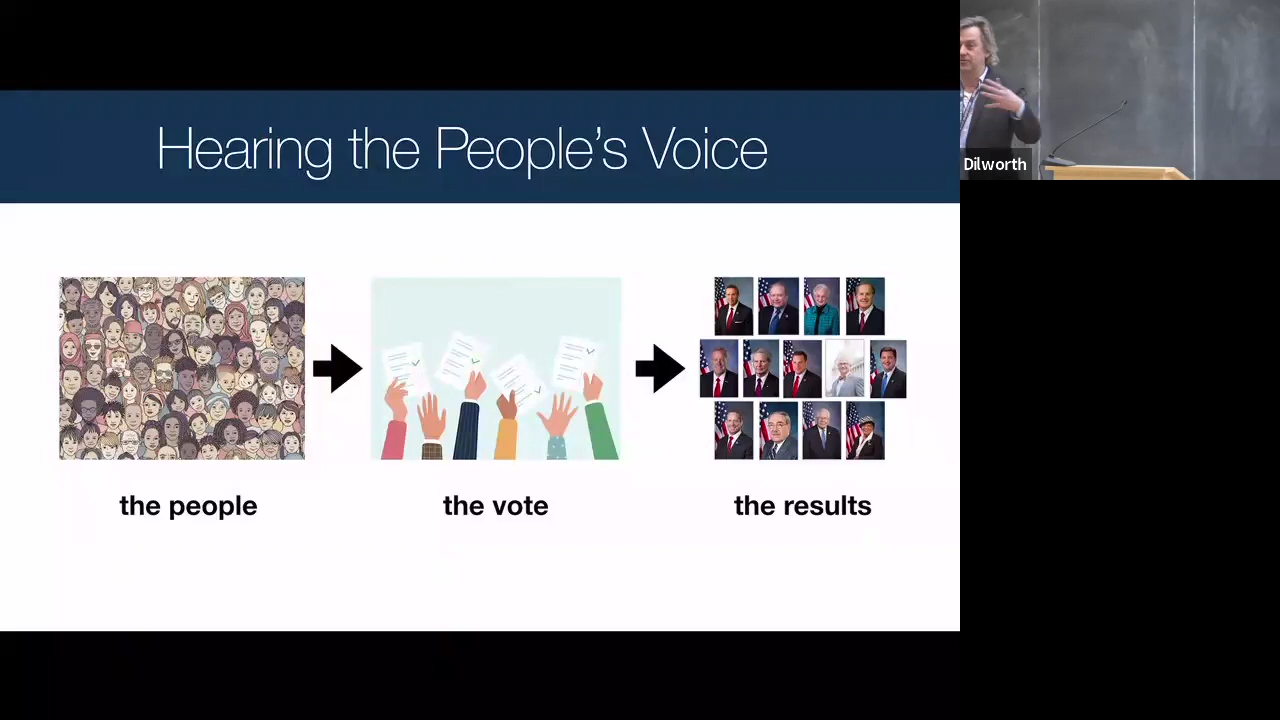 Hearing the People's Voice
the people
the vote
the results
Dilworth